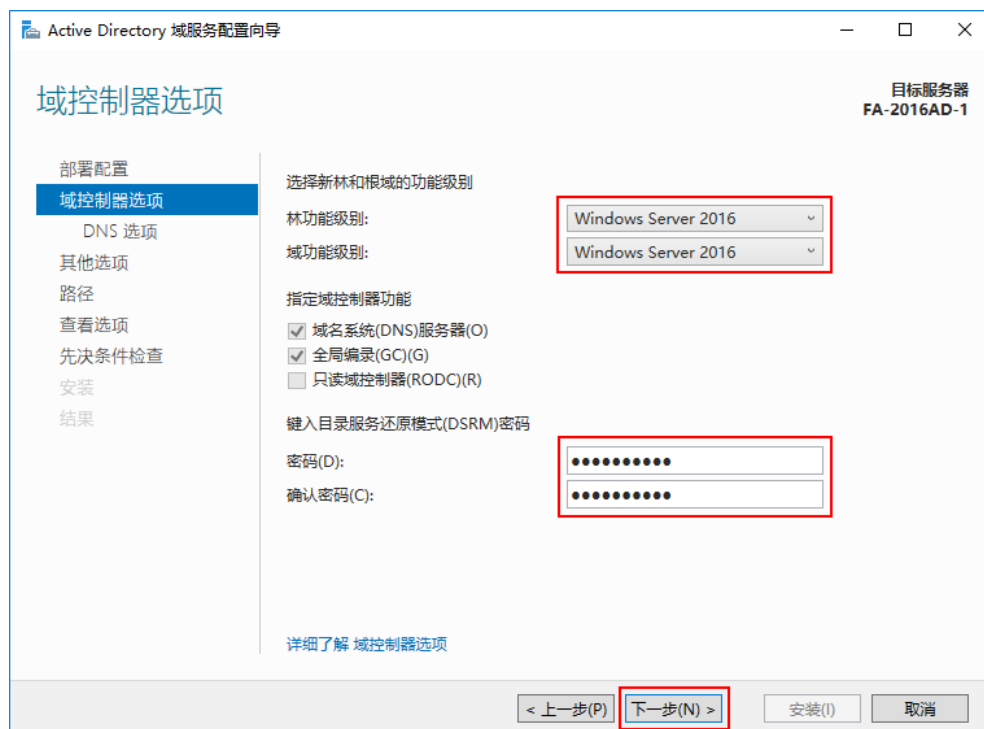 Active Directory 域服务配置向导
域控制器选项
目标服务器
FA-2016AD-1
部署配置
域控制器选项
DNS 选项
其他选项
路径
查看选项
先决条件检查
安装
结果
选择新林和根域的功能级别
林功能级别: Windows Server 2016
域功能级别: Windows Server 2016
指定域控制器功能
域名系统(DNS)服务器(O)
全局编录(GC)(G)
只读域控制器(RODC)(R)
键入目录服务还原模式(DSRM)密码
密码(D): ●●●●●●●●●●
确认密码(C): ●●●●●●●●●●
详细了解 域控制器选项
< 上一步(P) 下一步(N) > 安装(I) 取消